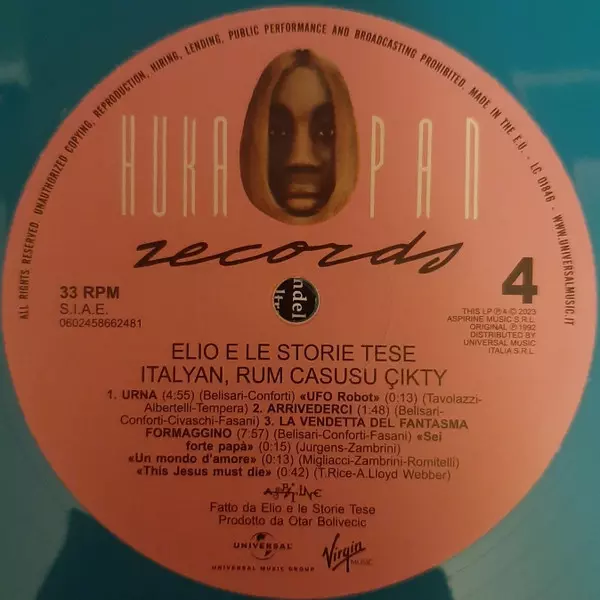 ALL RIGHTS RESERVED. UNAUTHORIZED COPYING, REPRODUCTION, HIRING, LENDING, PUBLIC PERFORMANCE AND BROADCASTING PROHIBITED. MADE IN THE E.U. - LC 01846 - WWW.UNIVERSALMUSIC.IT
HUKA PAN
records
33 RPM
S.I.A.E.
0602458662481
4
THIS LP ℗ & © 2023
ASPIRINE MUSIC S.R.L.
ORIGINAL ℗ 1992
DISTRIBUTED BY
UNIVERSAL MUSIC
ITALIA S.R.L.
ndel
ltr
ELIO E LE STORIE TESE
ITALYAN, RUM CASUSU ÇIKTY
1. URNA (4:55) (Belisari-Conforti) «UFO Robot» (0:13) (Tavolazzi-
Albertelli-Tempera) 2. ARRIVEDERCI (1:48) (Belisari-
Conforti-Civaschi-Fasani) 3. LA VENDETTA DEL FANTASMA
FORMAGGINO (7:57) (Belisari-Conforti-Fasani) «Sei
forte papà» (0:15) (Jurgens-Zambrini)
«Un mondo d'amore» (0:13) (Migliacci-Zambrini-Romitelli)
«This Jesus must die» (0:42) (T.Rice-A.Lloyd Webber)
Fatto da Elio e le Storie Tese
Prodotto da Otar Bolivecic
UNIVERSAL
UNIVERSAL MUSIC GROUP
Virgin
MUSIC